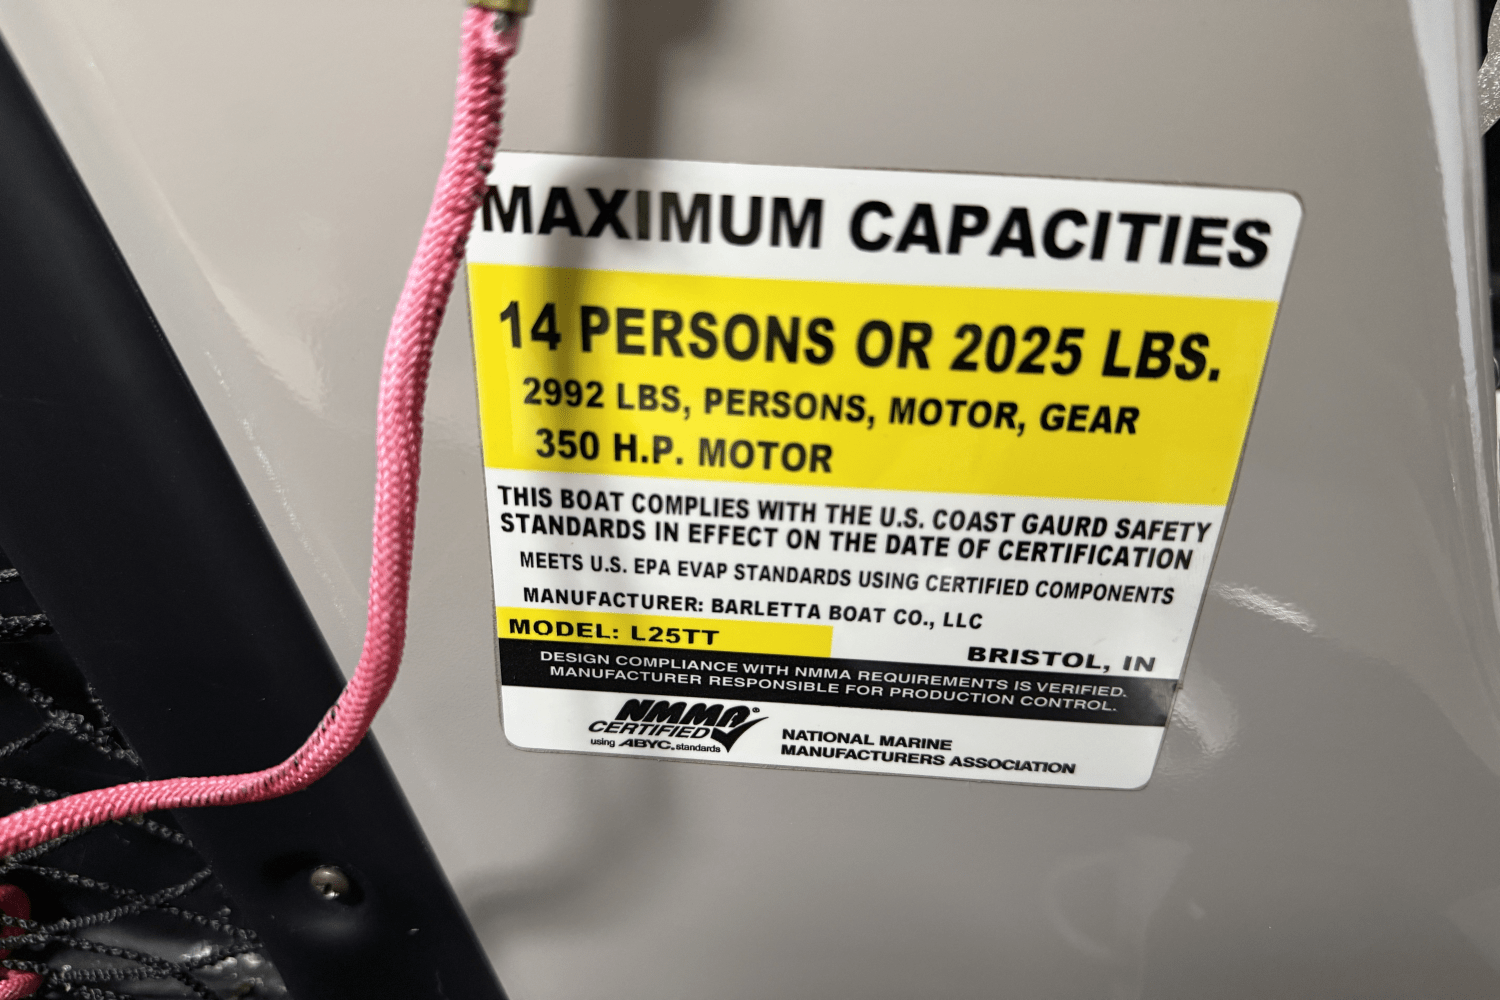 MAXIMUM CAPACITIES
14 PERSONS OR 2025 LBS.
2992 LBS, PERSONS, MOTOR, GEAR
350 H.P. MOTOR
THIS BOAT COMPLIES WITH THE U.S. COAST GAURD SAFETY
STANDARDS IN EFFECT ON THE DATE OF CERTIFICATION
MEETS U.S. EPA EVAP STANDARDS USING CERTIFIED COMPONENTS
MANUFACTURER: BARLETTA BOAT CO., LLC
MODEL: L25TT
BRISTOL, IN
DESIGN COMPLIANCE WITH NMMA REQUIREMENTS IS VERIFIED.
MANUFACTURER RESPONSIBLE FOR PRODUCTION CONTROL.
NMMA®
CERTIFIED
using ABYC, standards
NATIONAL MARINE
MANUFACTURERS ASSOCIATION